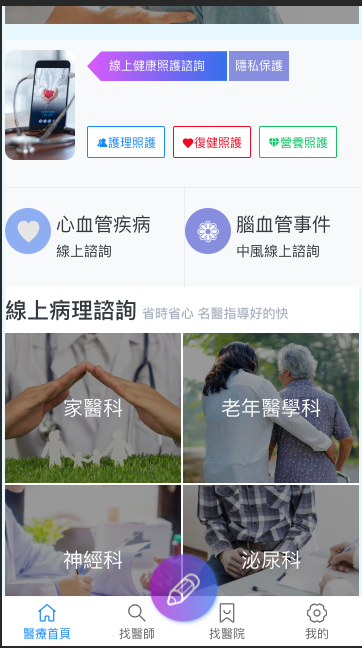 線上健康照護諮詢 隱私保護
護理照護 復健照護 營養照護
心血管疾病 腦血管事件
線上諮詢 中風線上諮詢
線上病理諮詢 省時省心 名醫指導好的快
家醫科 老年醫學科
神經科 泌尿科
醫療首頁 找醫師 找醫院 我的